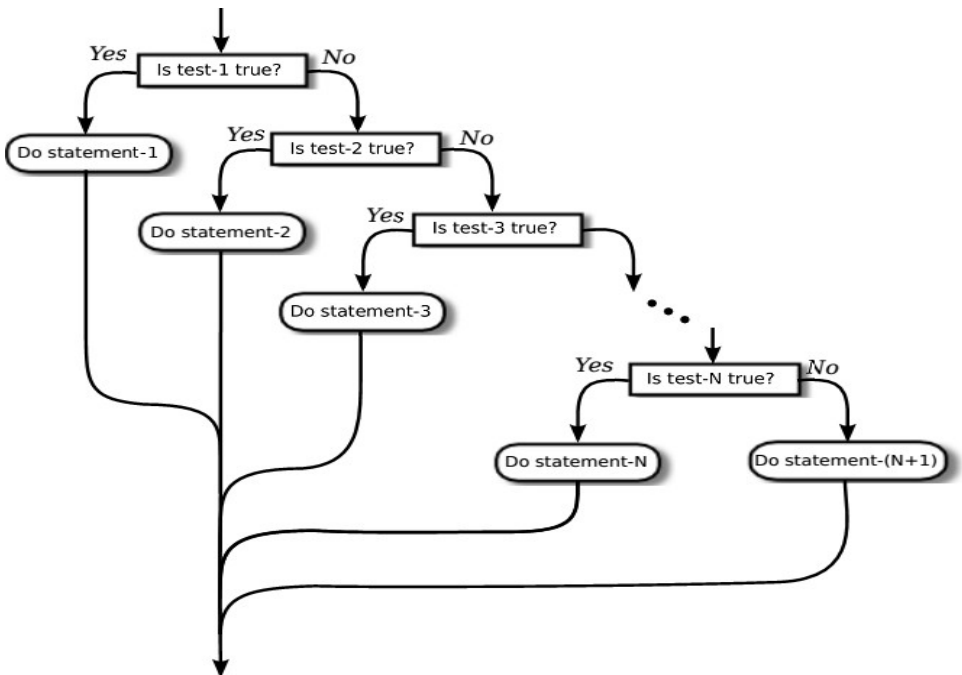 Yes
No
Is test-1 true?
Yes
No
Do statement-1
Is test-2 true?
Yes
Do statement-2
Is test-3 true?
Do statement-3
Yes
No
Is test-N true?
Do statement-N
Do statement-(N+1)